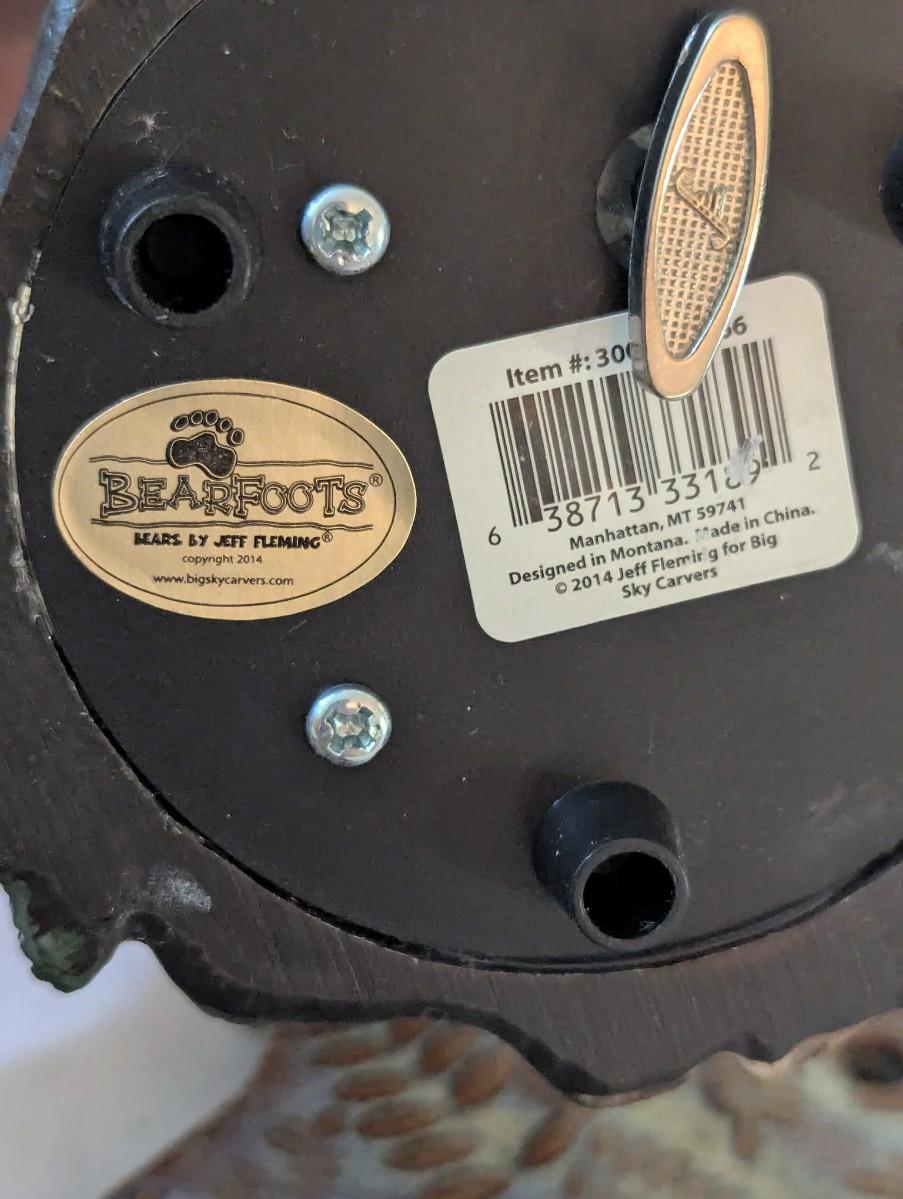 BEARFOOTS®
BEARS BY JEFF FLEMING®
copyright 2014
www.bigskycarvers.com
Item #: 300
6 38713 33189 2
Manhattan, MT 59741
Designed in Montana. Made in China.
© 2014 Jeff Fleming for Big
Sky Carvers